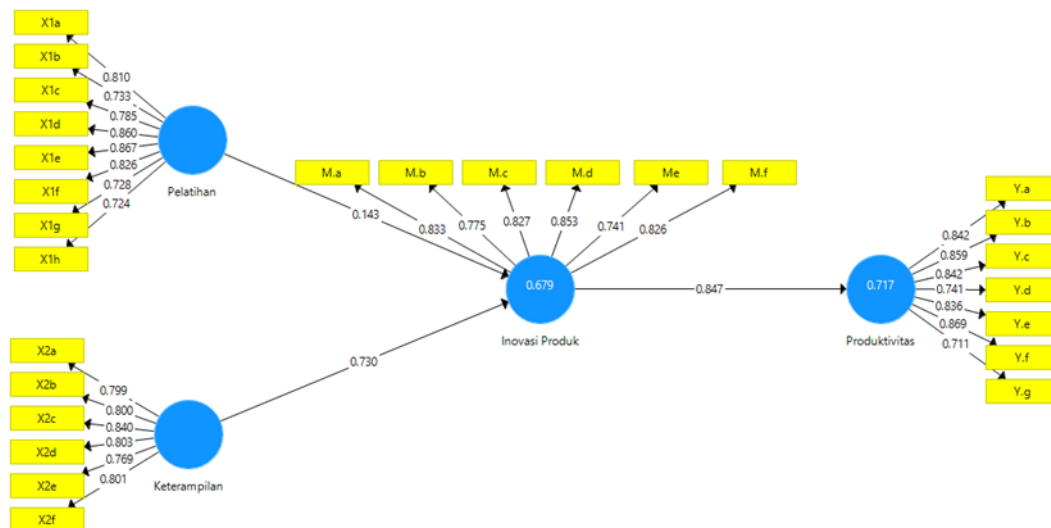 X1a
X1b
X1c
X1d
X1e
X1f
X1g
X1h
0.810
0.733
0.785
0.860
0.867
0.826
0.728
0.724
Pelatihan
0.143
M.a
M.b
M.c
M.d
Me
M.f
0.833
0.775
0.827
0.853
0.741
0.826
0.679
Inovasi Produk
0.847
0.717
Produktivitas
Y.a
Y.b
Y.c
Y.d
Y.e
Y.f
Y.g
0.842
0.859
0.842
0.741
0.836
0.869
0.711
X2a
X2b
X2c
X2d
X2e
X2f
0.799
0.800
0.840
0.803
0.769
0.801
Keterampilan
0.730